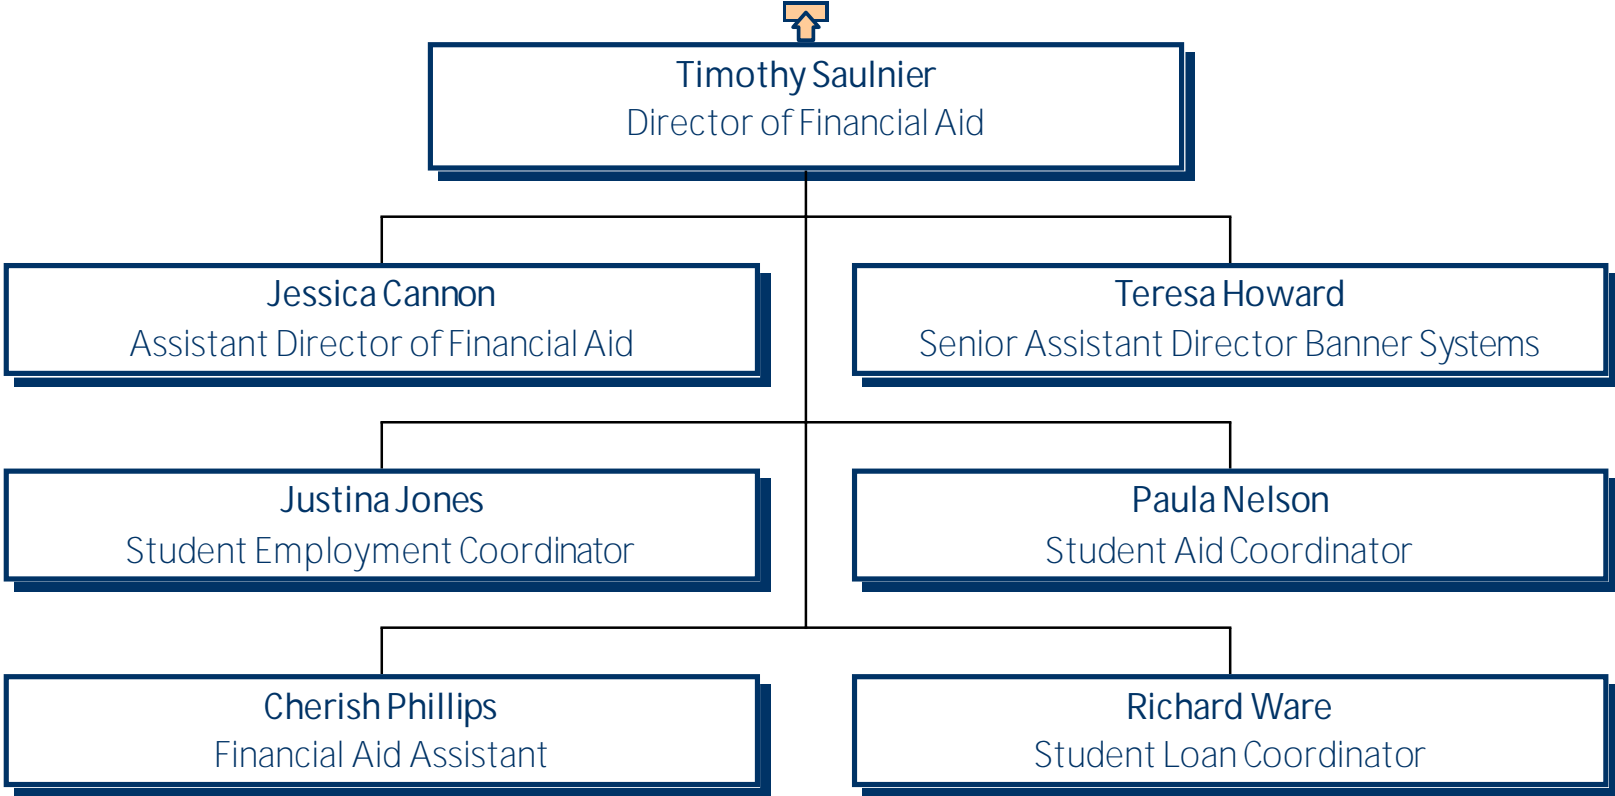 Timothy Saulnier
Director of Financial Aid
Jessica Cannon
Assistant Director of Financial Aid
Teresa Howard
Senior Assistant Director Banner Systems
Justina Jones
Student Employment Coordinator
Paula Nelson
Student Aid Coordinator
Cherish Phillips
Financial Aid Assistant
Richard Ware
Student Loan Coordinator